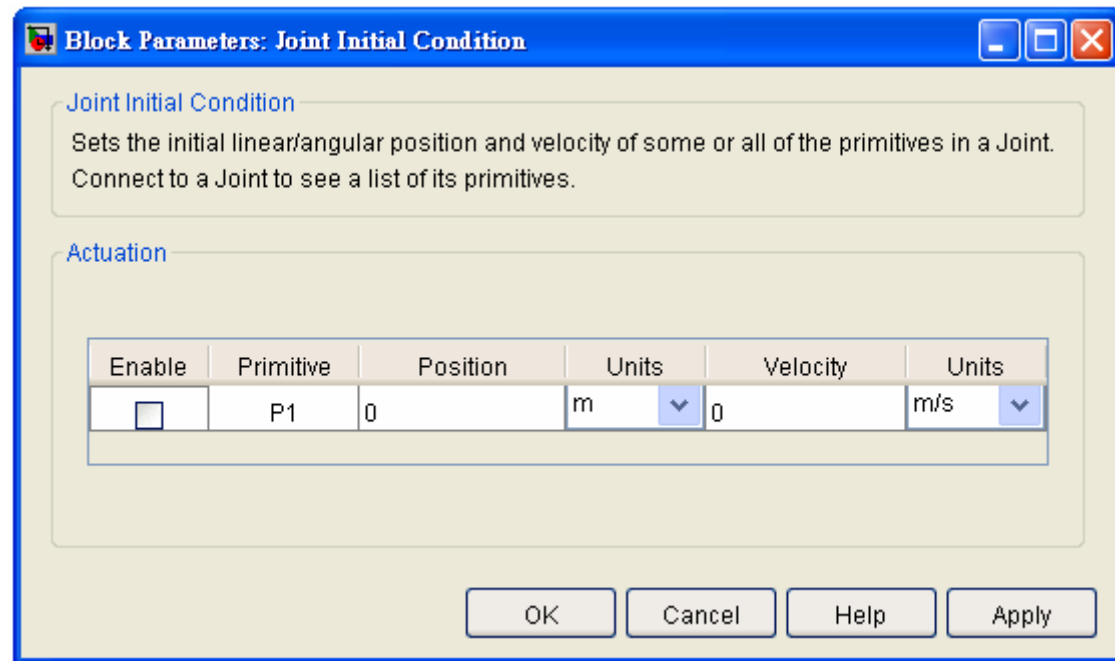 Block Parameters: Joint Initial Condition
Joint Initial Condition
Sets the initial linear/angular position and velocity of some or all of the primitives in a Joint.
Connect to a Joint to see a list of its primitives.
Actuation
Enable Primitive Position Units Velocity Units
P1 0 m 0 m/s
OK Cancel Help Apply